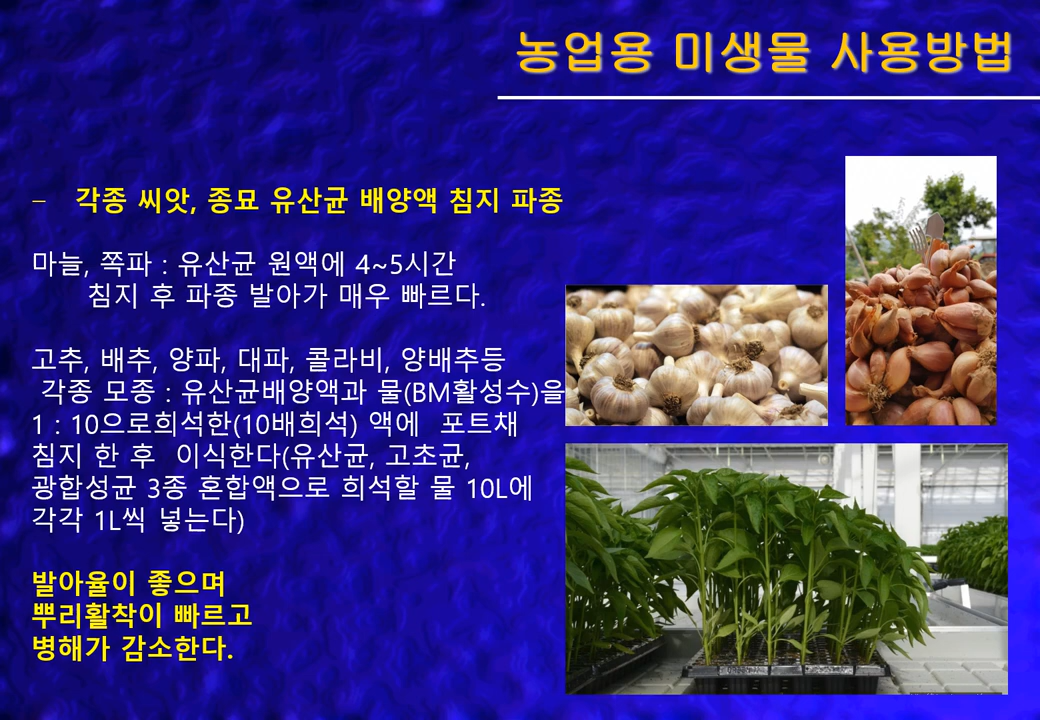 농업용 미생물 사용방법
– 각종 씨앗, 종묘 유산균 배양액 침지 파종
마늘, 쪽파 : 유산균 원액에 4~5시간
침지 후 파종 발아가 매우 빠르다.
고추, 배추, 양파, 대파, 콜라비, 양배추등
각종 모종 : 유산균배양액과 물(BM활성수)을
1 : 10으로희석한(10배희석) 액에 포트채
침지 한 후 이식한다(유산균, 고초균,
광합성균 3종 혼합액으로 희석할 물 10L에
각각 1L씩 넣는다)
발아율이 좋으며
뿌리활착이 빠르고
병해가 감소한다.